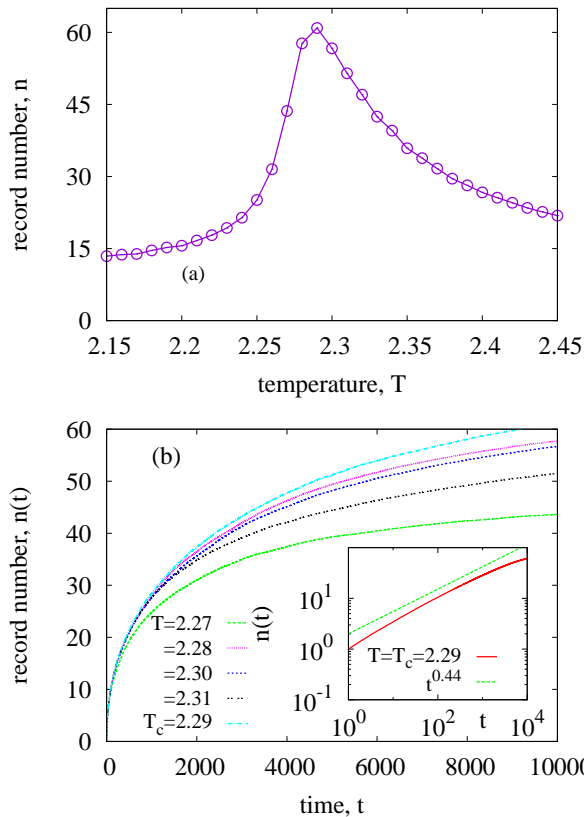 60
45
30
15
0
record number, n
(a)
2.15 2.2 2.25 2.3 2.35 2.4 2.45
temperature, T
60
50
40
30
20
10
0
record number, n(t)
(b)
T=2.27
=2.28
=2.30
=2.31
T_c=2.29
n(t)
10^1
10^0
10^-1
T=T_c=2.29
t^0.44
10^0 10^2 t 10^4
0 2000 4000 6000 8000 10000
time, t